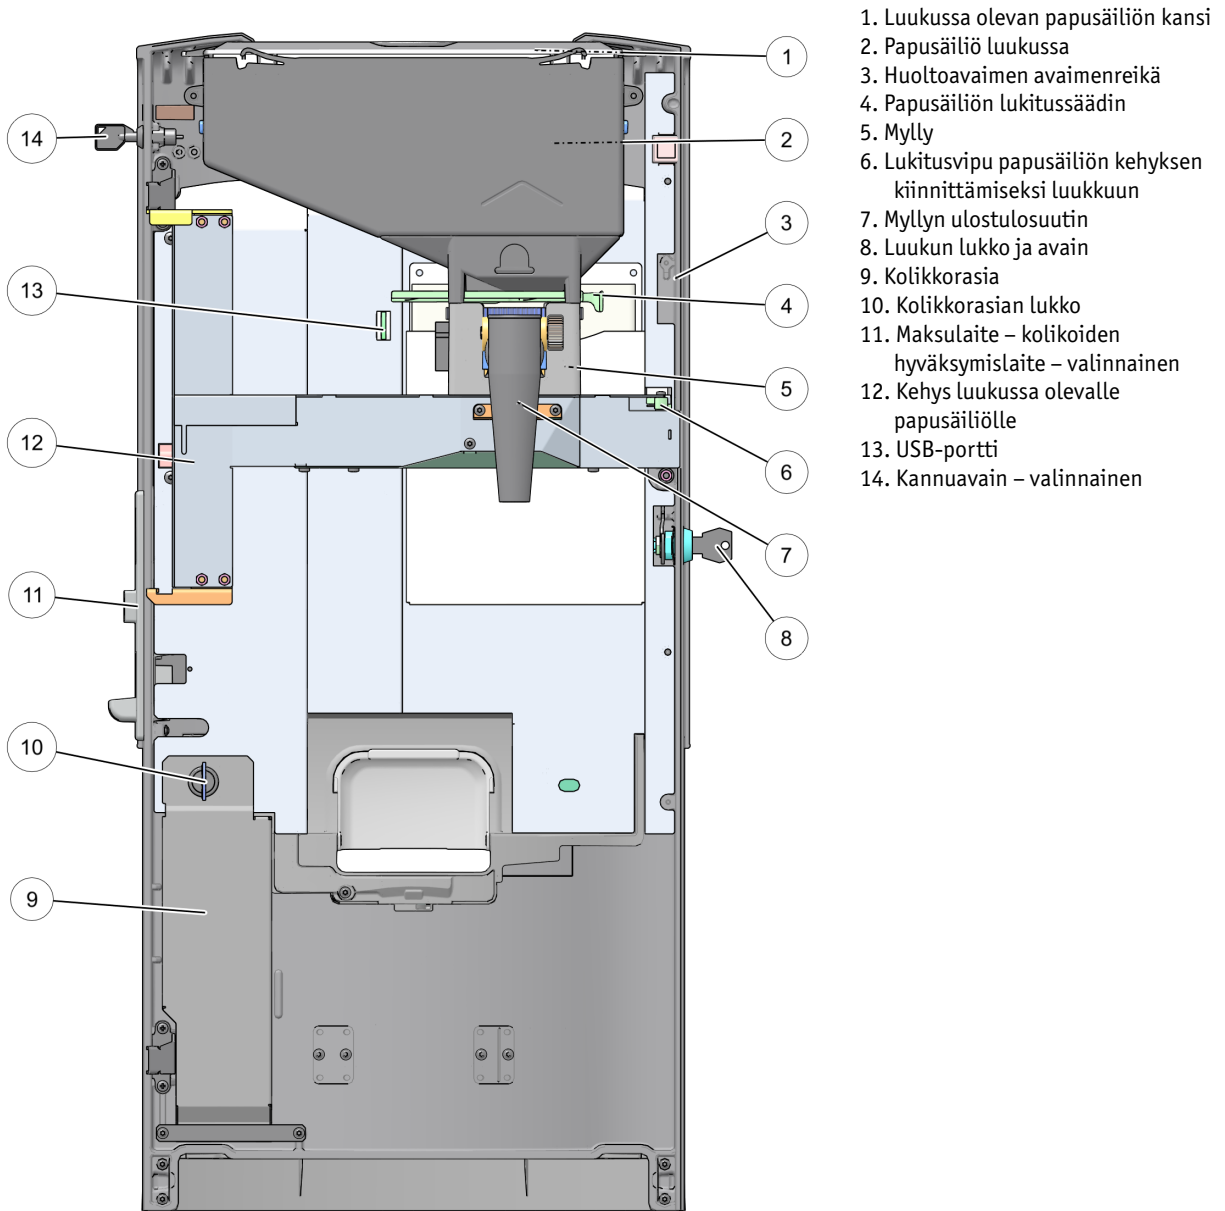 1. Luukussa olevan papusäiliön kansi
2. Papusäiliö luukussa
3. Huoltoavaimen avaimenreikä
4. Papusäiliön lukitussäädin
5. Mylly
6. Lukitusvipu papusäiliön kehyksen
kiinnittämiseksi luukkuun
7. Myllyn ulostulosuutin
8. Luukun lukko ja avain
9. Kolikkorasia
10. Kolikkorasian lukko
11. Maksulaite – kolikoiden
hyväksymislaite – valinnainen
12. Kehys luukussa olevalle
papusäiliölle
13. USB-portti
14. Kannuavain – valinnainen
1
2
14
3
13
4
5
12
6
7
11
8
10
9